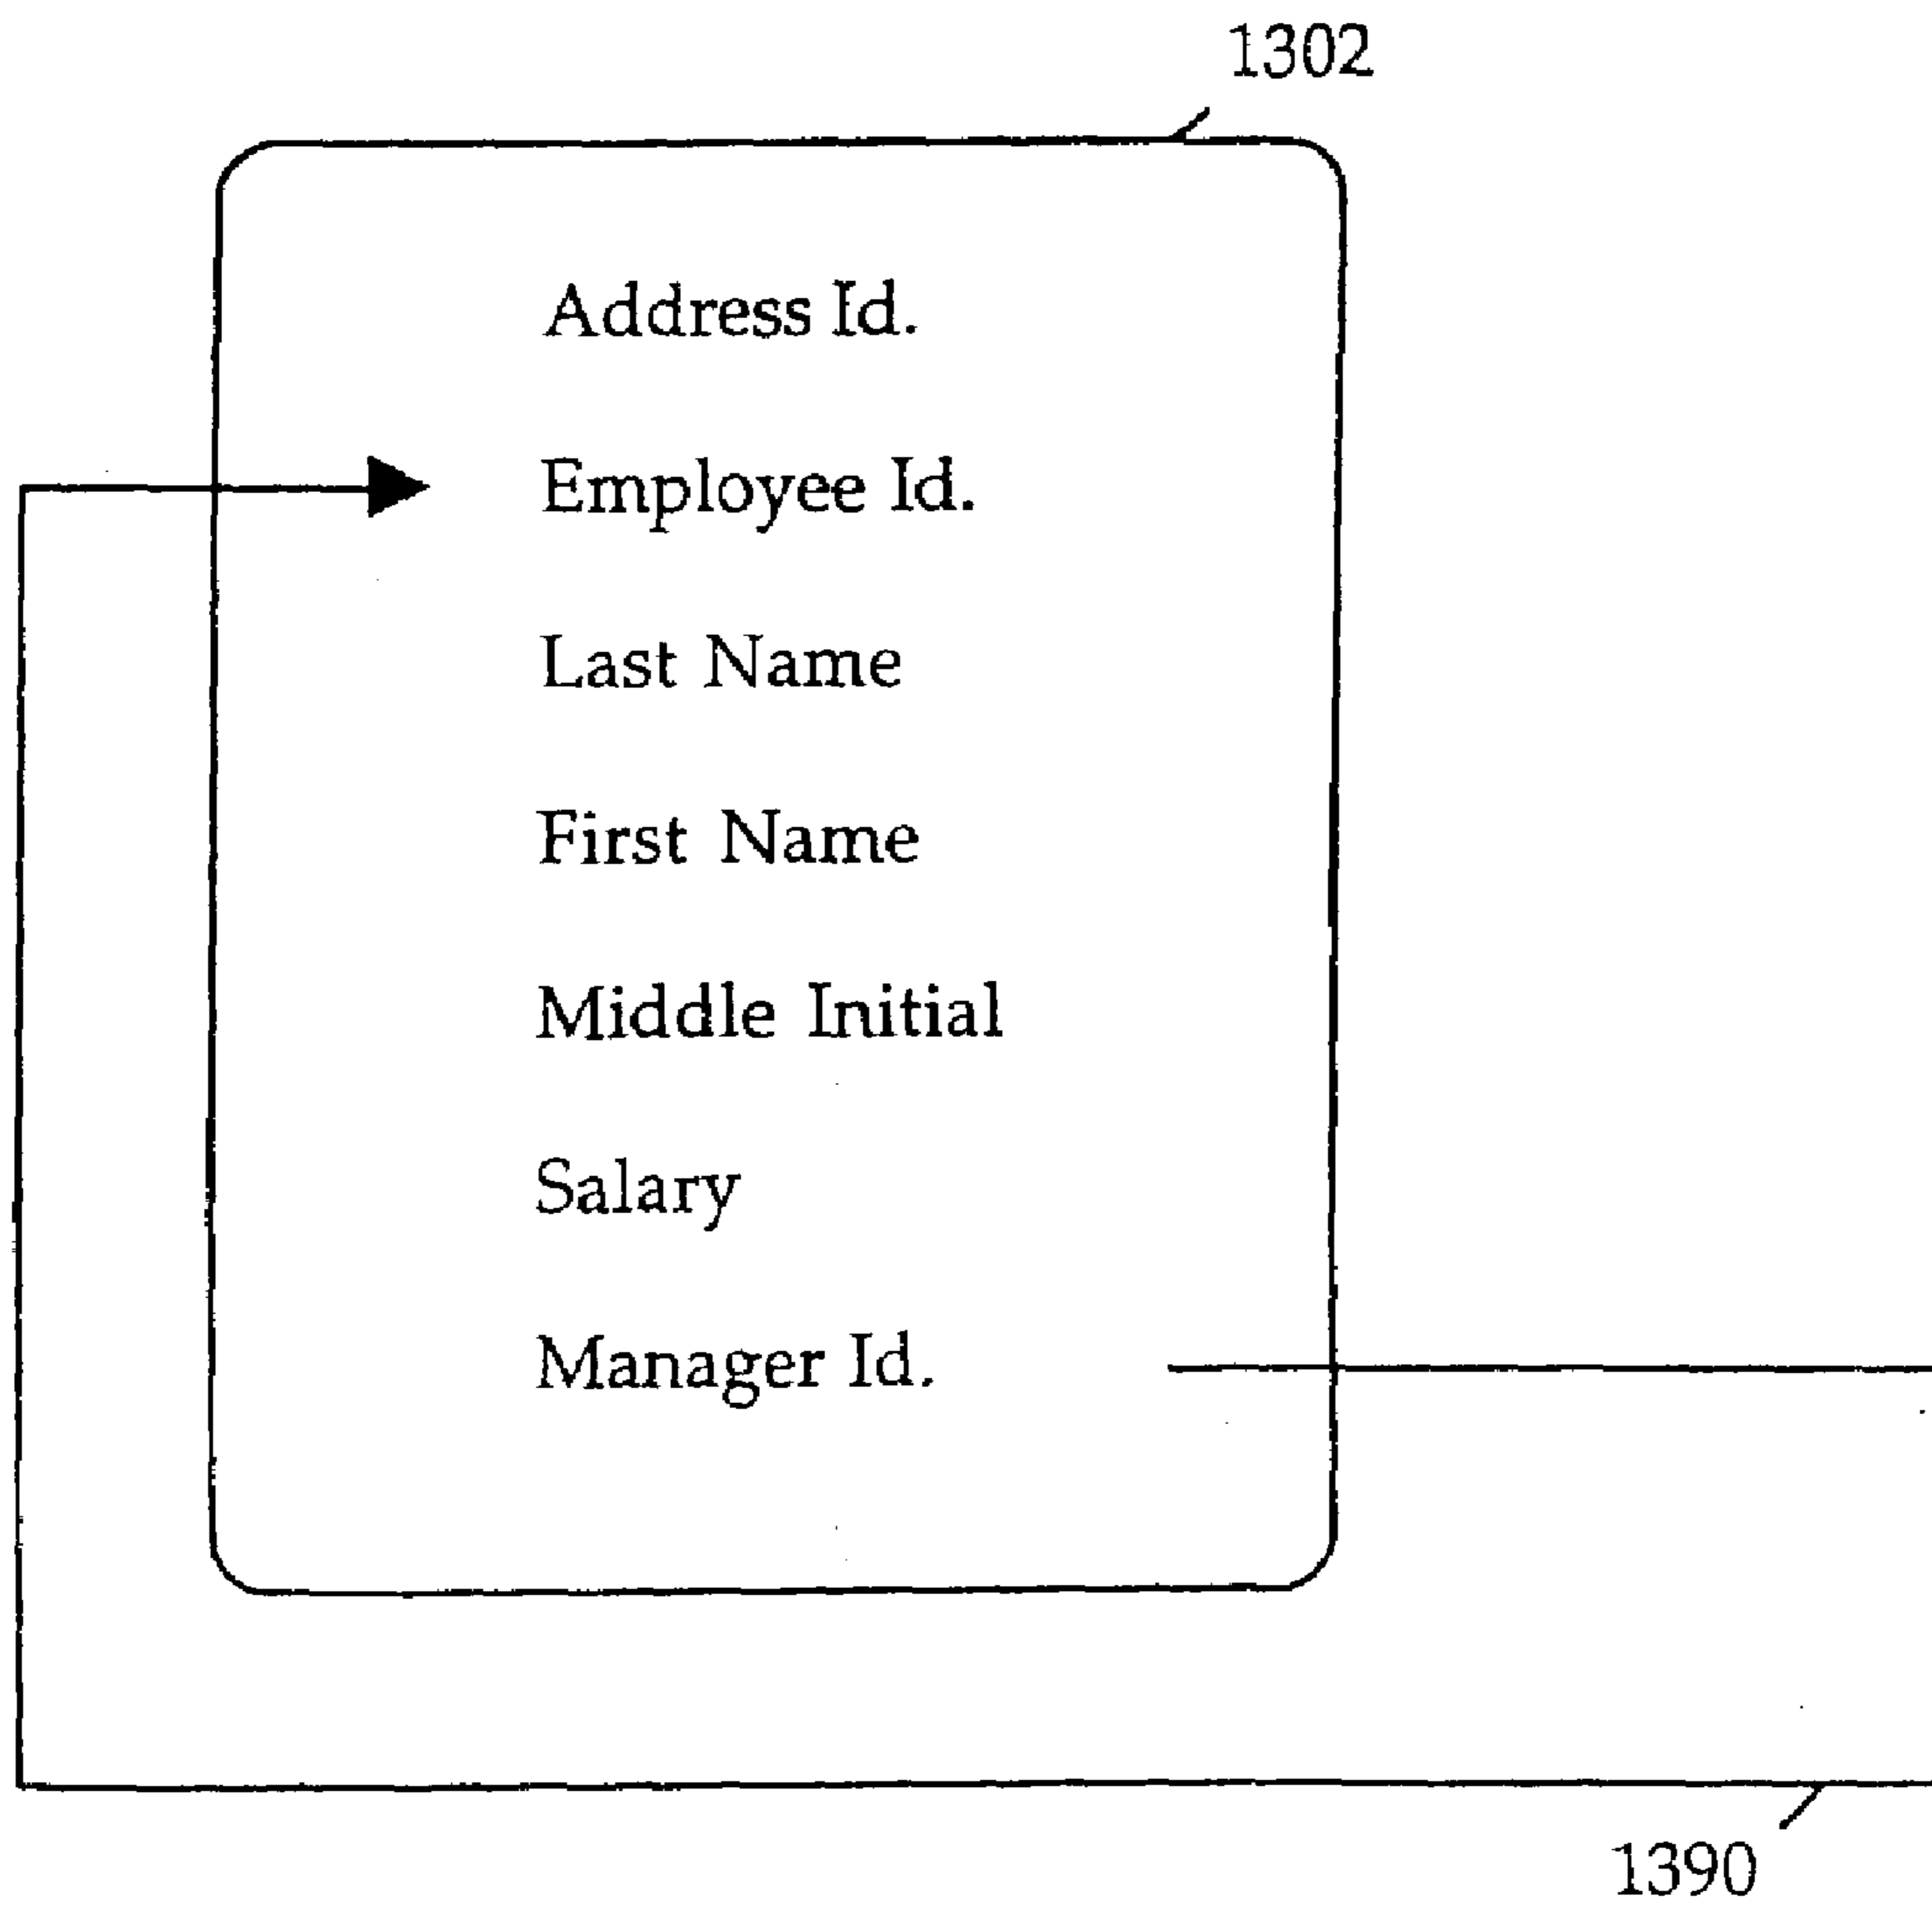 1302
Address Id.
Employee Id.
Last Name
First Name
Middle Initial
Salary
Manager Id.
1390